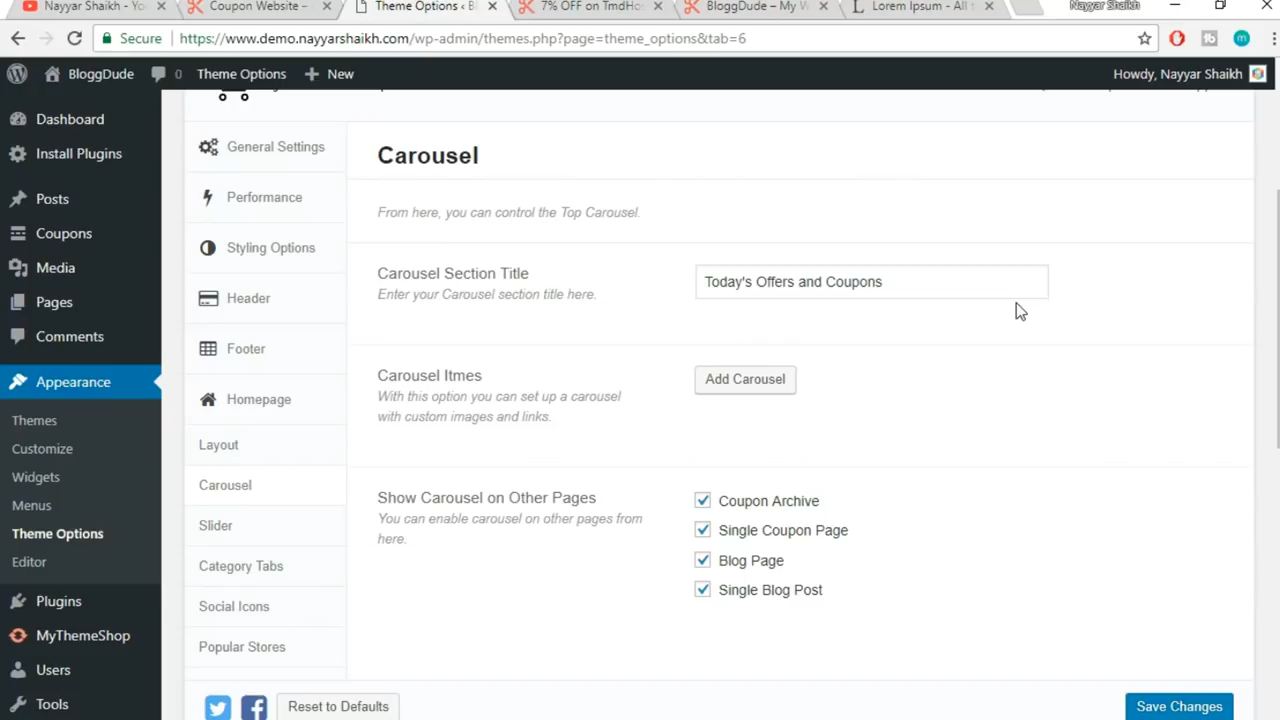 Nayyar Shaikh - Yo
Coupon Website –
Theme Options ‹ B
7% OFF on TmdHos
BloggDude – My W
Lorem Ipsum - All
Nayyar Shaikh
Secure
https://www.demo.nayyarshaikh.com/wp-admin/themes.php?page=theme_options&tab=6
BloggDude
0
Theme Options
New
Howdy, Nayyar Shaikh
Dashboard
Install Plugins
Posts
Coupons
Media
Pages
Comments
Appearance
Themes
Customize
Widgets
Menus
Theme Options
Editor
Plugins
MyThemeShop
Users
Tools
General Settings
Performance
Styling Options
Header
Footer
Homepage
Layout
Carousel
Slider
Category Tabs
Social Icons
Popular Stores
Carousel
From here, you can control the Top Carousel.
Carousel Section Title
Enter your Carousel section title here.
Today's Offers and Coupons
Carousel Itmes
With this option you can set up a carousel
with custom images and links.
Add Carousel
Show Carousel on Other Pages
You can enable carousel on other pages from
here.
Coupon Archive
Single Coupon Page
Blog Page
Single Blog Post
Reset to Defaults
Save Changes